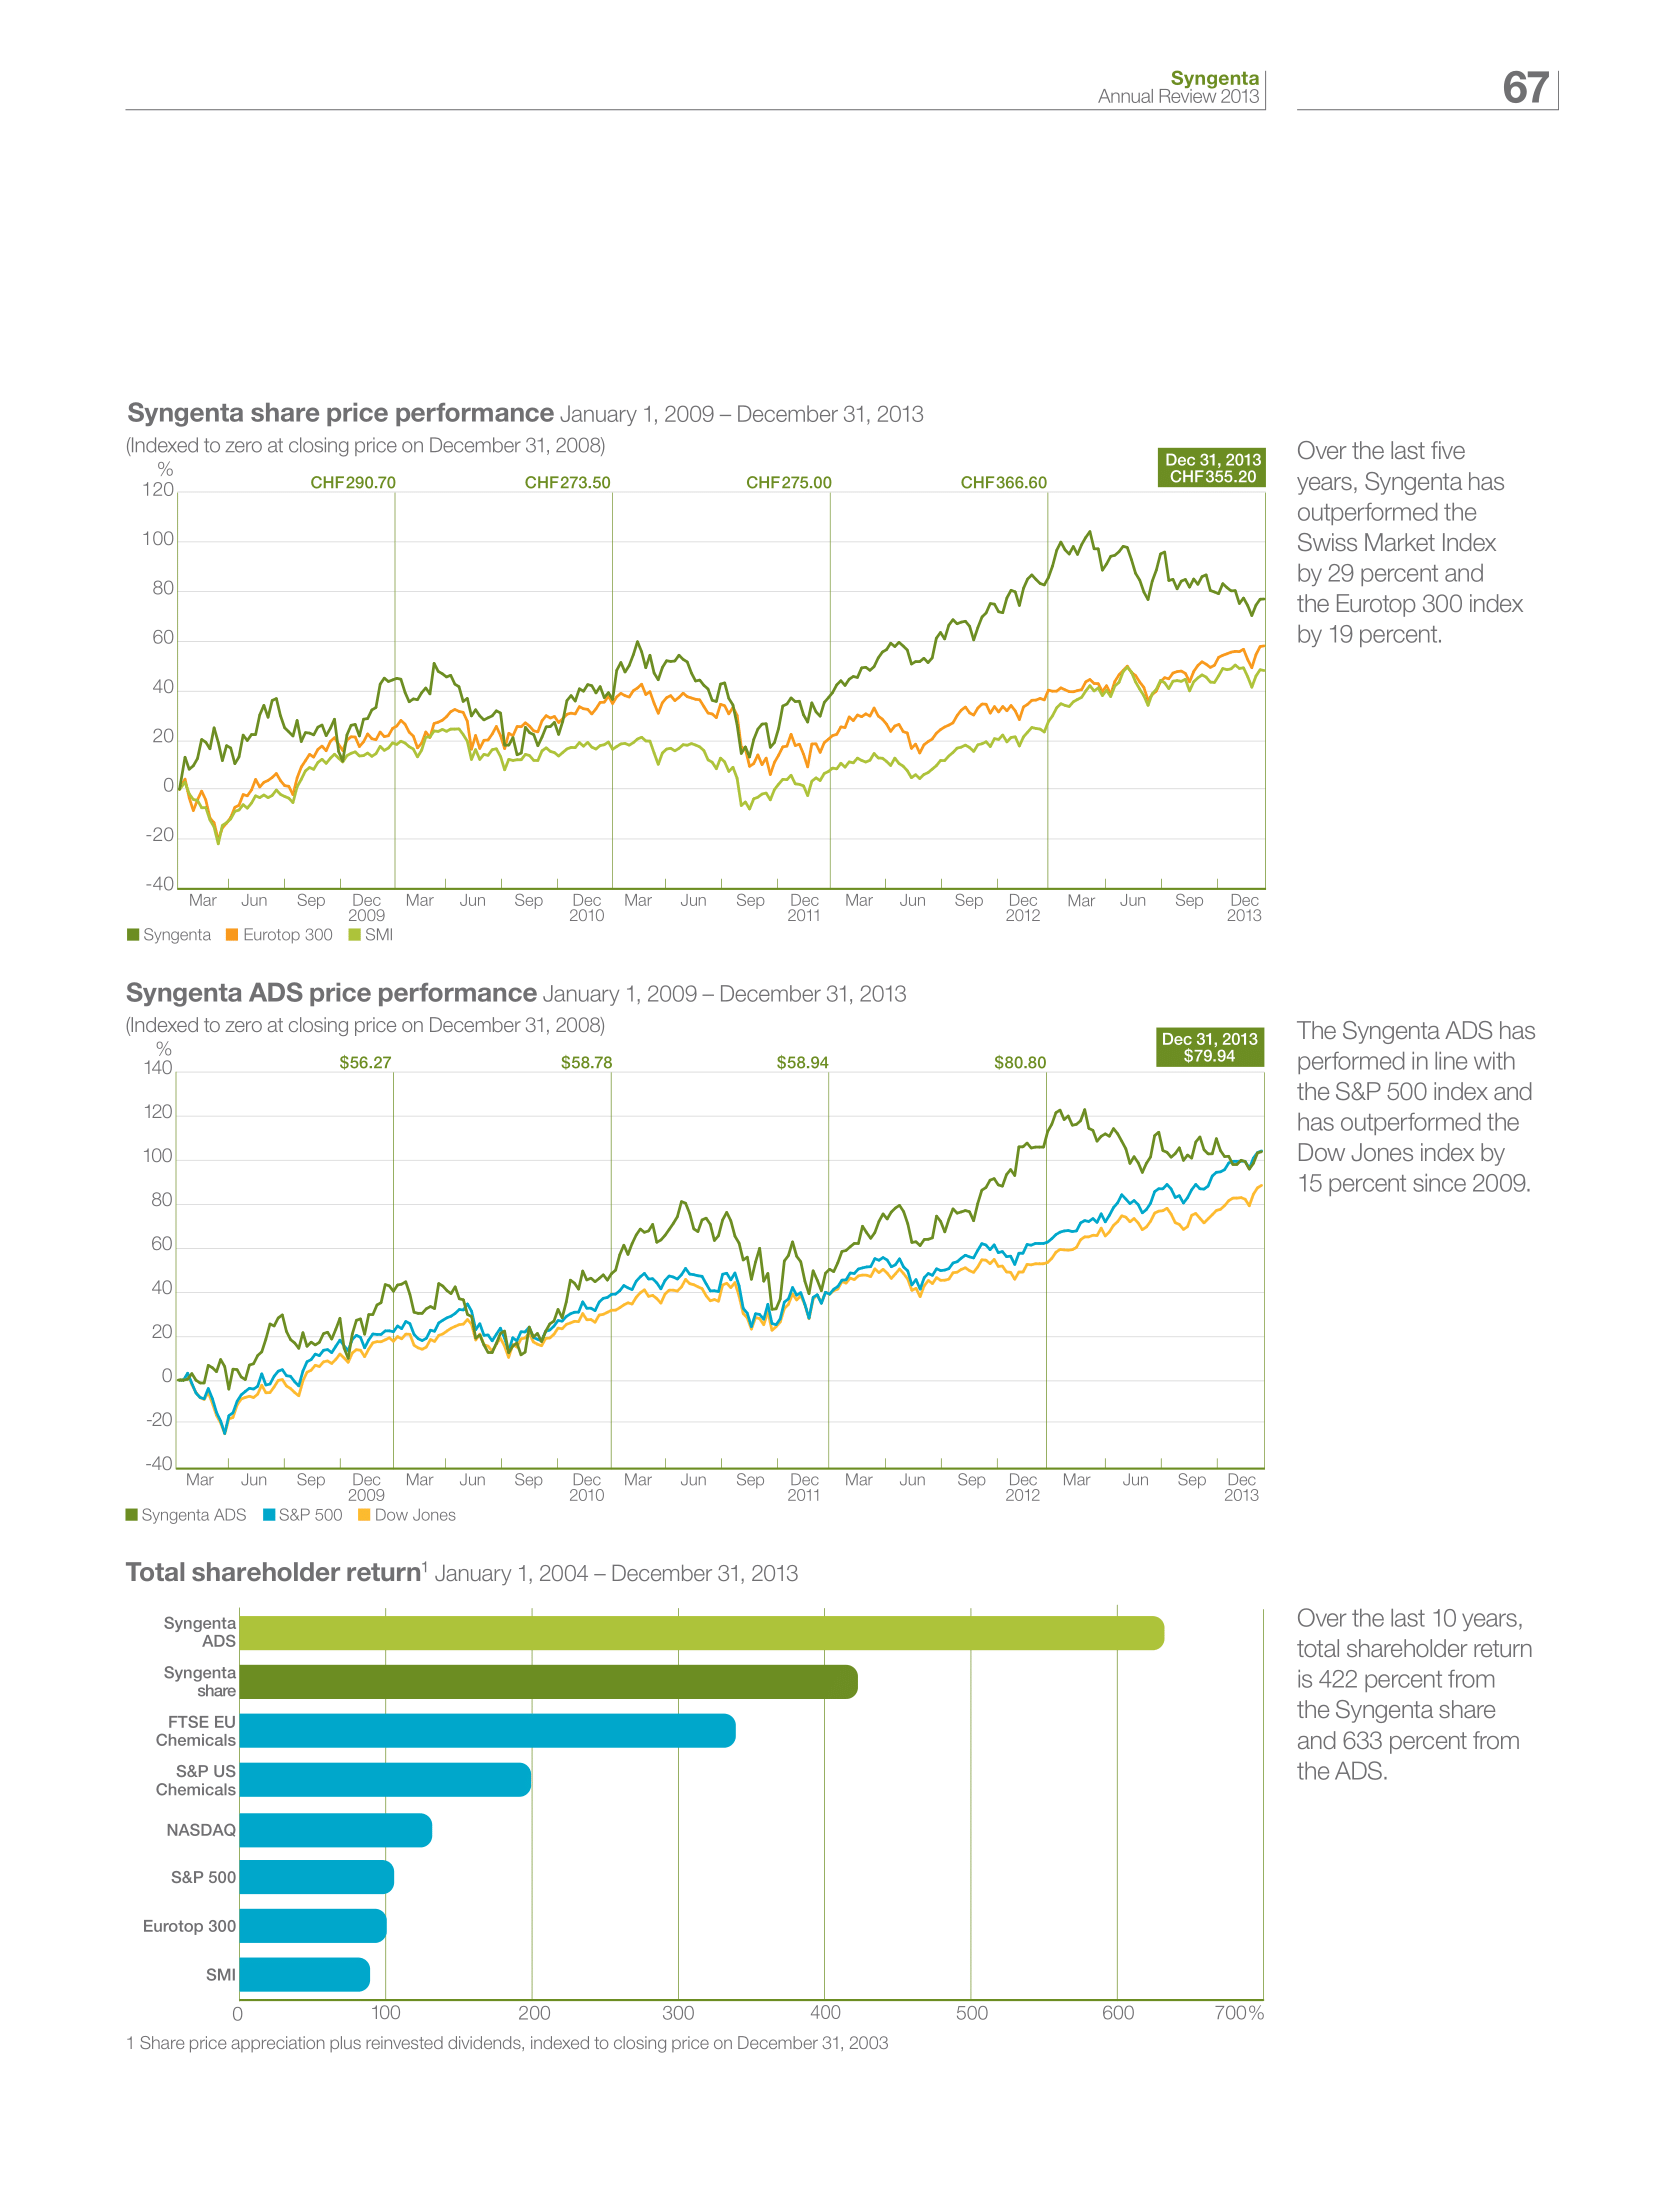 Syngenta
Annual Review 2013
67
Syngenta share price performance January 1, 2009 – December 31, 2013
(Indexed to zero at closing price on December 31, 2008)
%
CHF290.70 CHF273.50 CHF275.00 CHF366.60 Dec 31, 2013 CHF355.20
120
100
80
60
40
20
0
-20
-40
Mar Jun Sep Dec Mar Jun Sep Dec Mar Jun Sep Dec Mar Jun Sep Dec Mar Jun Sep Dec
2009 2010 2011 2012 2013
Syngenta Eurotop 300 SMI
Over the last five
years, Syngenta has
outperformed the
Swiss Market Index
by 29 percent and
the Eurotop 300 index
by 19 percent.
Syngenta ADS price performance January 1, 2009 – December 31, 2013
(Indexed to zero at closing price on December 31, 2008)
%
$56.27 $58.78 $58.94 $80.80 Dec 31, 2013 $79.94
140
120
100
80
60
40
20
0
-20
-40
Mar Jun Sep Dec Mar Jun Sep Dec Mar Jun Sep Dec Mar Jun Sep Dec Mar Jun Sep Dec
2009 2010 2011 2012 2013
Syngenta ADS S&P 500 Dow Jones
The Syngenta ADS has
performed in line with
the S&P 500 index and
has outperformed the
Dow Jones index by
15 percent since 2009.
Total shareholder return1 January 1, 2004 – December 31, 2013
Syngenta
ADS
Syngenta
share
FTSE EU
Chemicals
S&P US
Chemicals
NASDAQ
S&P 500
Eurotop 300
SMI
0 100 200 300 400 500 600 700%
1 Share price appreciation plus reinvested dividends, indexed to closing price on December 31, 2003
Over the last 10 years,
total shareholder return
is 422 percent from
the Syngenta share
and 633 percent from
the ADS.